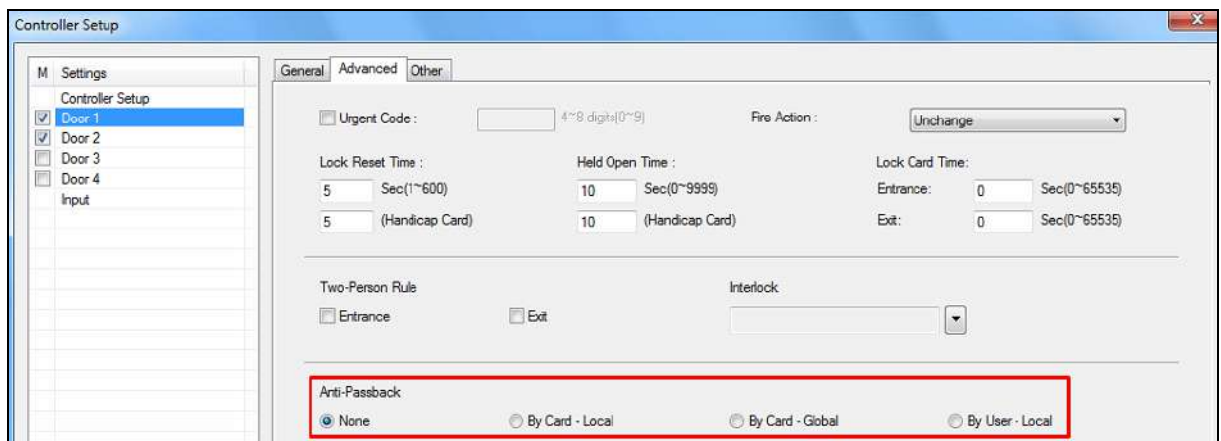 Controller Setup
M Settings
Controller Setup
Door 1
Door 2
Door 3
Door 4
Input
General Advanced Other
Urgent Code : 4~8 digits(0~9) Fire Action : Unchange
Lock Reset Time : Held Open Time : Lock Card Time:
5 Sec(1~600) 10 Sec(0~9999) Entrance: 0 Sec(0~65535)
5 (Handicap Card) 10 (Handicap Card) Exit: 0 Sec(0~65535)
Two-Person Rule Interlock
Entrance Exit
Anti-Passback
None By Card - Local By Card - Global By User - Local